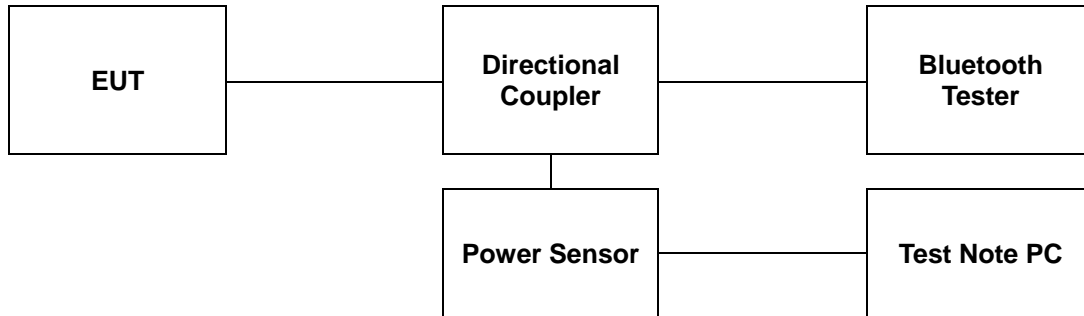 EUT
Directional
Coupler
Bluetooth
Tester
Power Sensor
Test Note PC